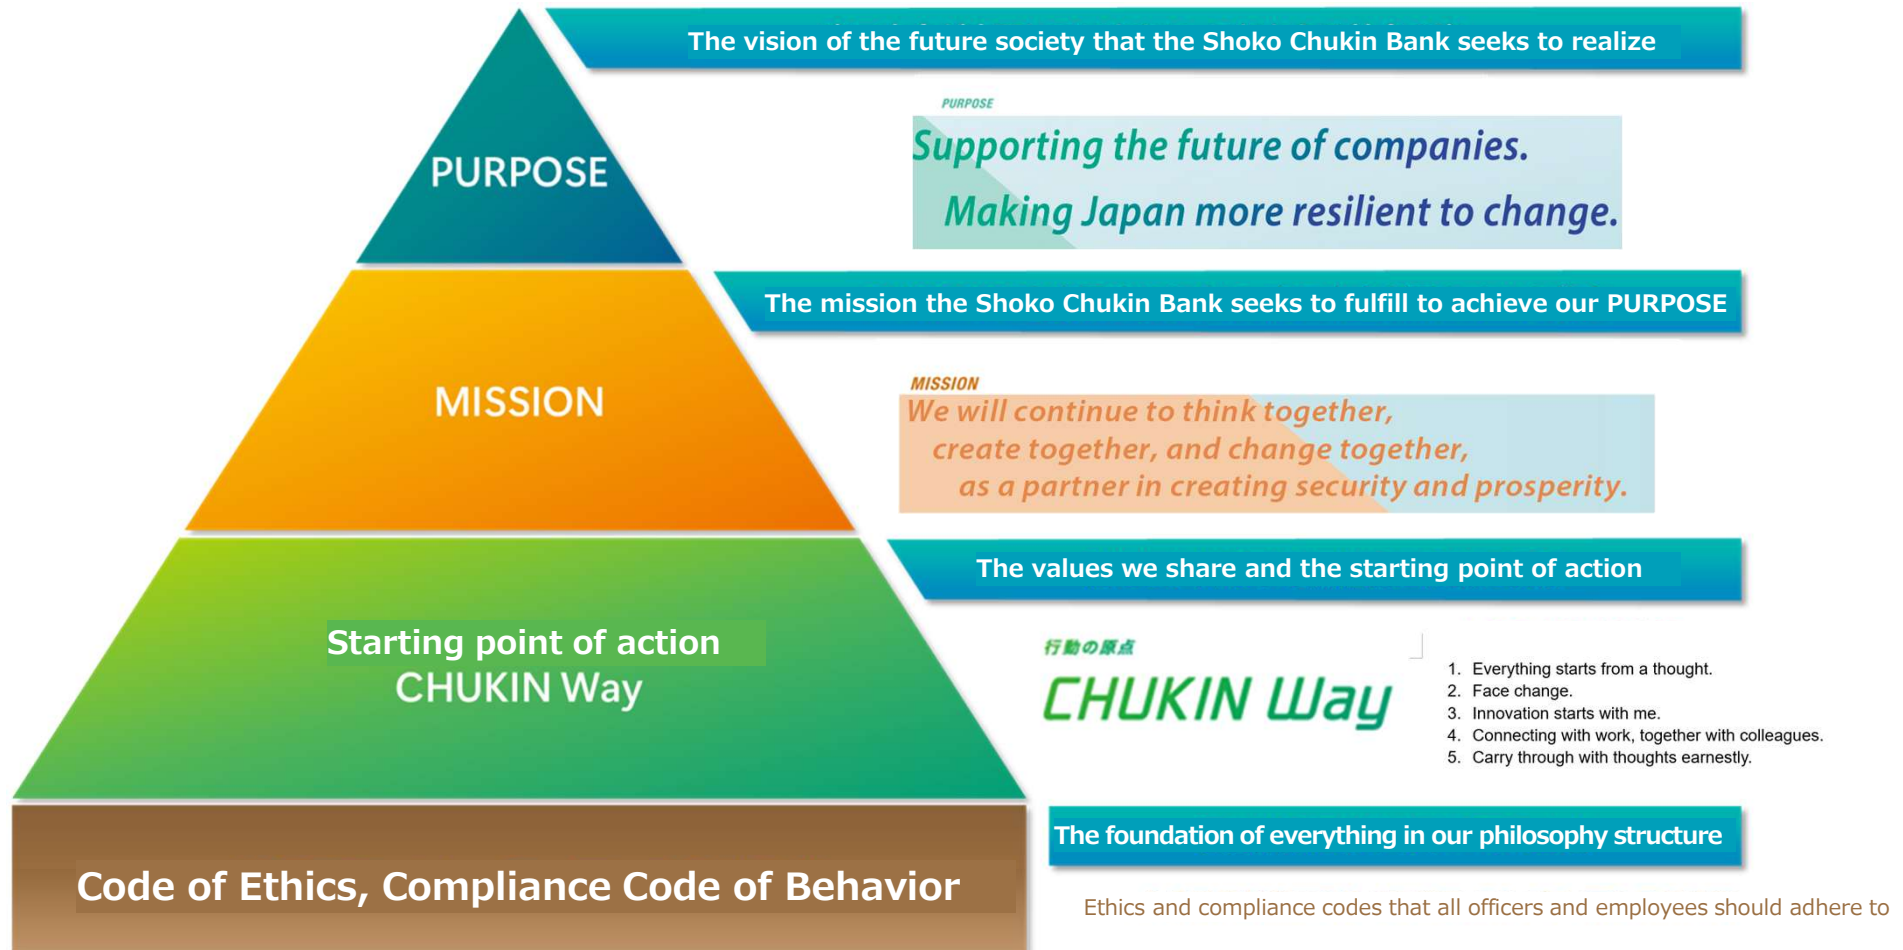 The vision of the future society that the Shoko Chukin Bank seeks to realize
PURPOSE
PURPOSE
Supporting the future of companies.
Making Japan more resilient to change.
The mission the Shoko Chukin Bank seeks to fulfill to achieve our PURPOSE
MISSION
MISSION
We will continue to think together,
create together, and change together,
as a partner in creating security and prosperity.
The values we share and the starting point of action
Starting point of action
CHUKIN Way
行動の原点
CHUKIN Way
1. Everything starts from a thought.
2. Face change.
3. Innovation starts with me.
4. Connecting with work, together with colleagues.
5. Carry through with thoughts earnestly.
The foundation of everything in our philosophy structure
Code of Ethics, Compliance Code of Behavior
Ethics and compliance codes that all officers and employees should adhere to